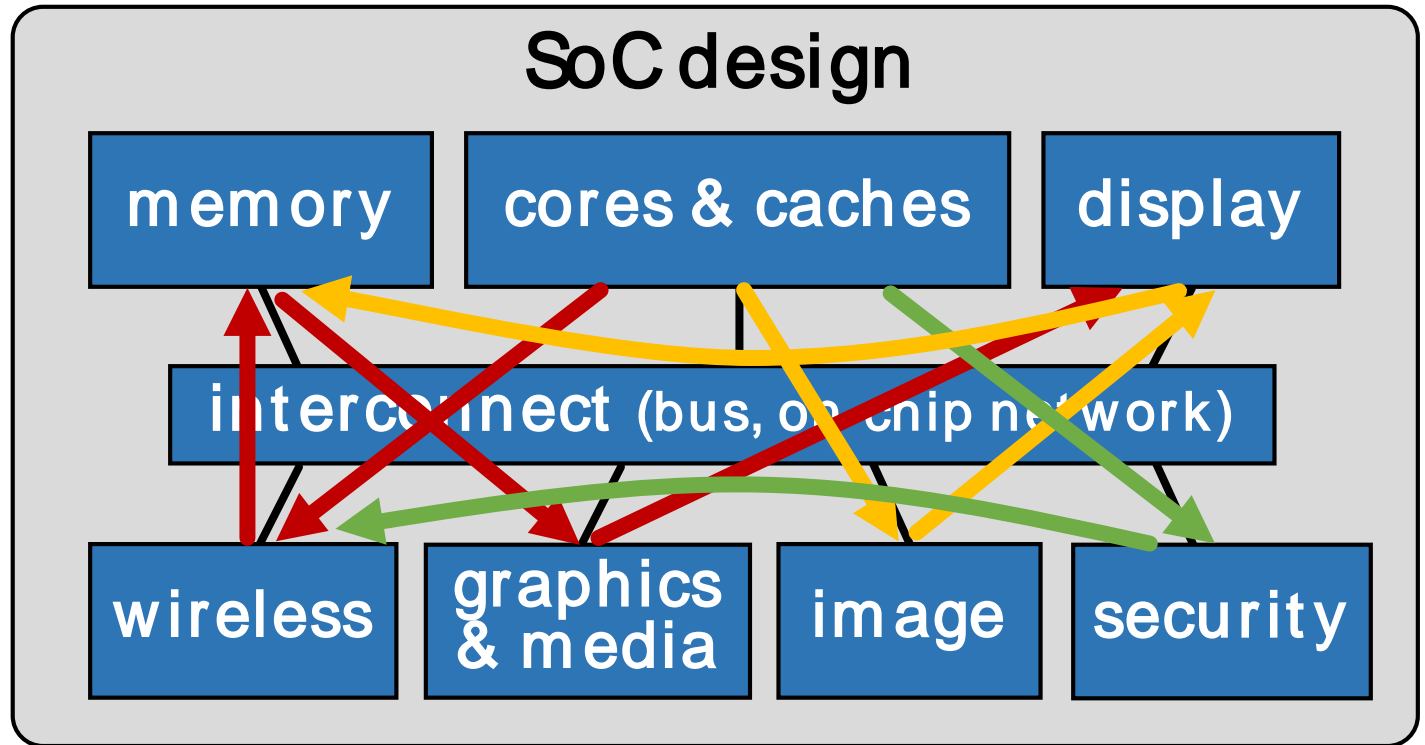 SoC design
memory
cores & caches
display
interconnect (bus, on chip network)
wireless
graphics
& media
image
security